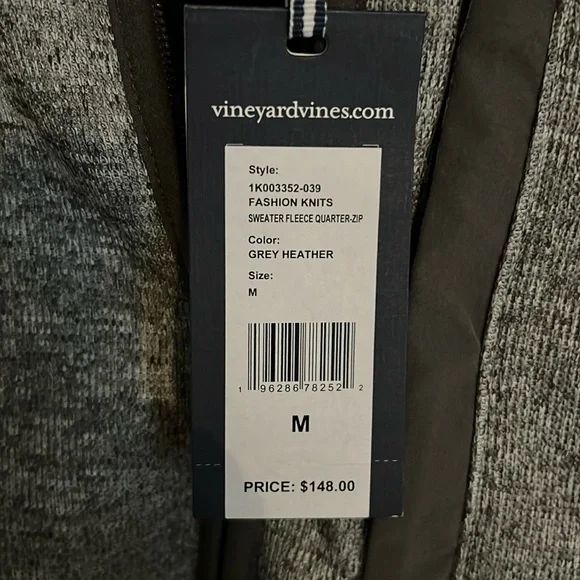 vineyardvines.com
Style:
1K003352-039
FASHION KNITS
SWEATER FLEECE QUARTER-ZIP
Color:
GREY HEATHER
Size:
M
1 96286 78252 2
M
PRICE: $148.00